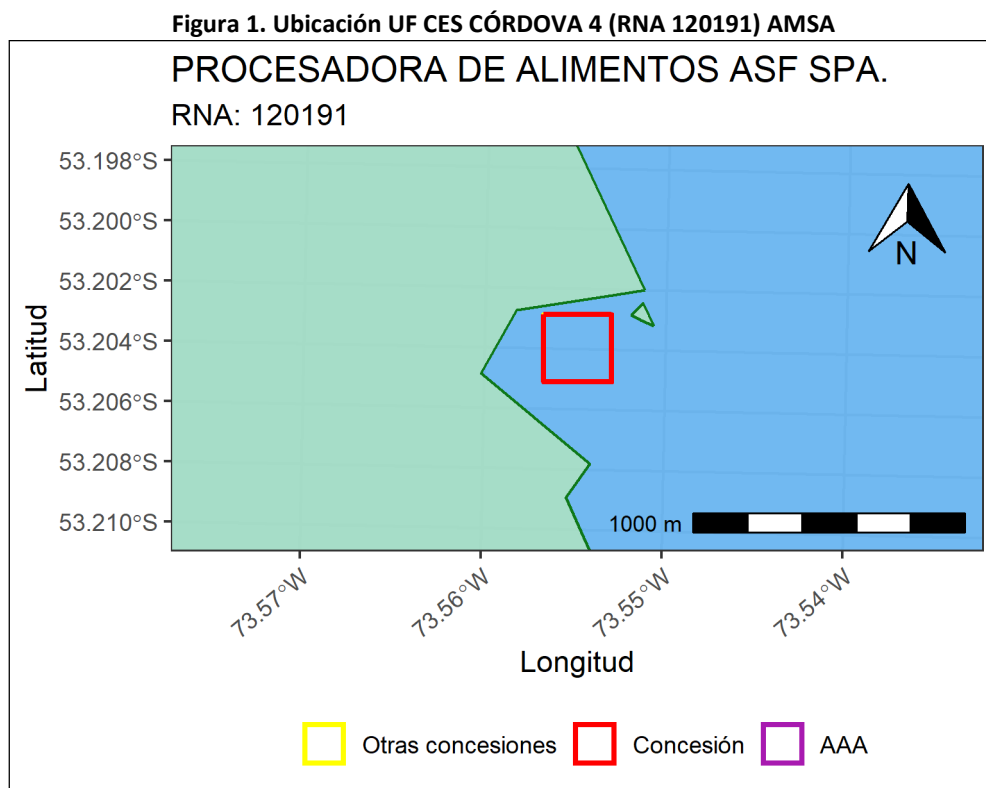 Figura 1. Ubicación UF CES CÓRDOVA 4 (RNA 120191) AMSA
PROCESADORA DE ALIMENTOS ASF SPA.
RNA: 120191
53.198°S
53.200°S
53.202°S
53.204°S
53.206°S
53.208°S
53.210°S
Latitud
N
1000 m
73.57°W
73.56°W
73.55°W
73.54°W
Longitud
Otras concesiones
Concesión
AAA